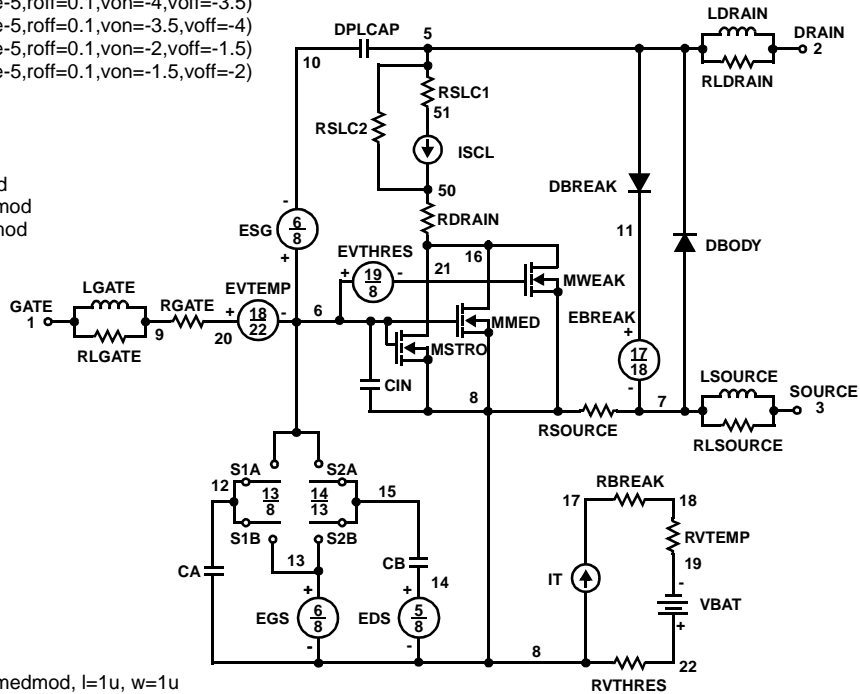 e-5,roff=0.1,von=-4,voff=-3.5)
e-5,roff=0.1,von=-3.5,voff=-4)
e-5,roff=0.1,von=-2,voff=-1.5)
e-5,roff=0.1,von=-1.5,voff=-2)
d
mod
mod
LDRAIN
DPLCAP 5 DRAIN
10 2
RSLC1 RLDRAIN
51
RSLC2
ISCL
50 DBREAK
- RDRAIN
ESG 6 8 11 DBODY
+ EVTHRES 16
+ 19 8 - 21 MWEAK
LGATE EVTEMP
GATE RGATE + 18 22 - 6 EBREAK
1 MMED +
9 20 MSTRO 17 18
RLGATE - LSOURCE
CIN SOURCE
8 7 3
RSOURCE
RLSOURCE
S1A S2A
12 13 8 14 13 15 RBREAK
17 18
S1B S2B RVTEMP
13 CB 19
CA 14 IT -
+ + VBAT
EGS 6 8 EDS 5 8
+
- - 8
22
RVTHRES
medmod, l=1u, w=1u